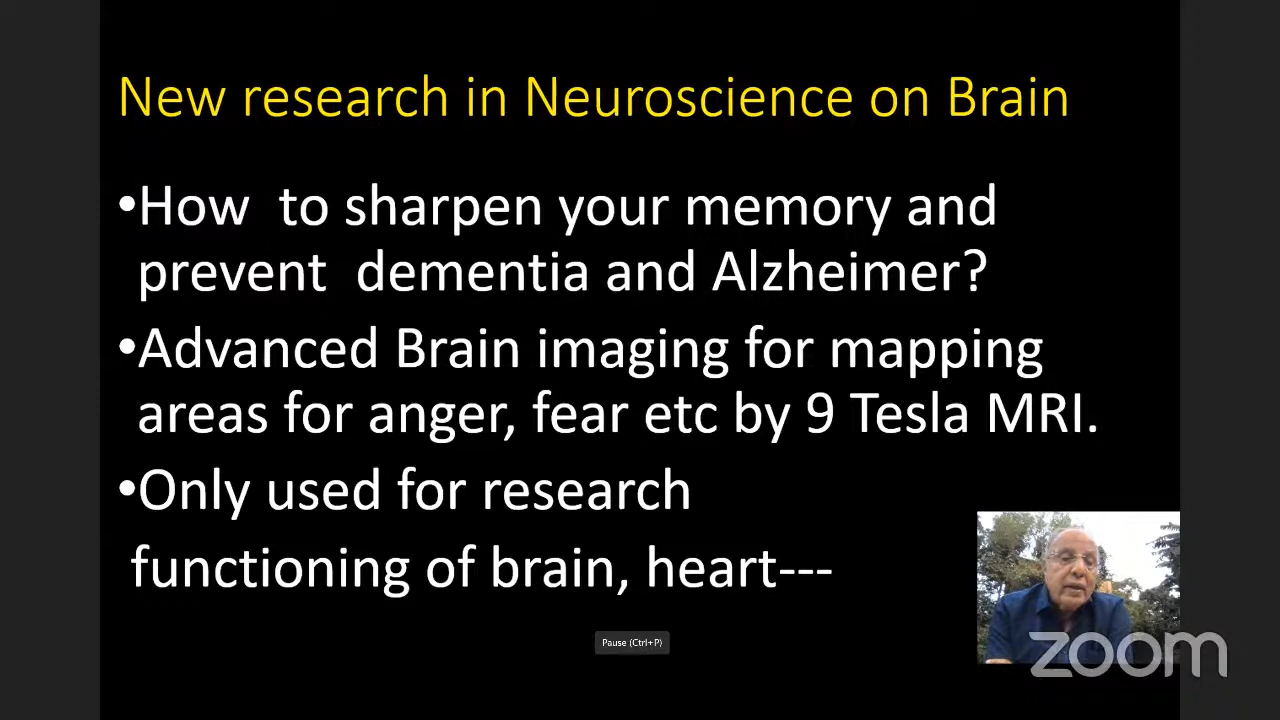 New research in Neuroscience on Brain
•How  to sharpen your memory and
prevent  dementia and Alzheimer?
•Advanced Brain imaging for mapping
areas for anger, fear etc by 9 Tesla MRI.
•Only used for research
functioning of brain, heart---
Pause (Ctrl+P)
zoom